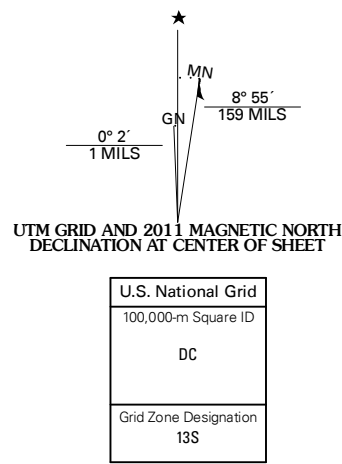 ★
MN
GN
8° 55´
159 MILS
0° 2´
1 MILS
UTM GRID AND 2011 MAGNETIC NORTH
DECLINATION AT CENTER OF SHEET
U.S. National Grid
100,000-m Square ID
DC
Grid Zone Designation
13S